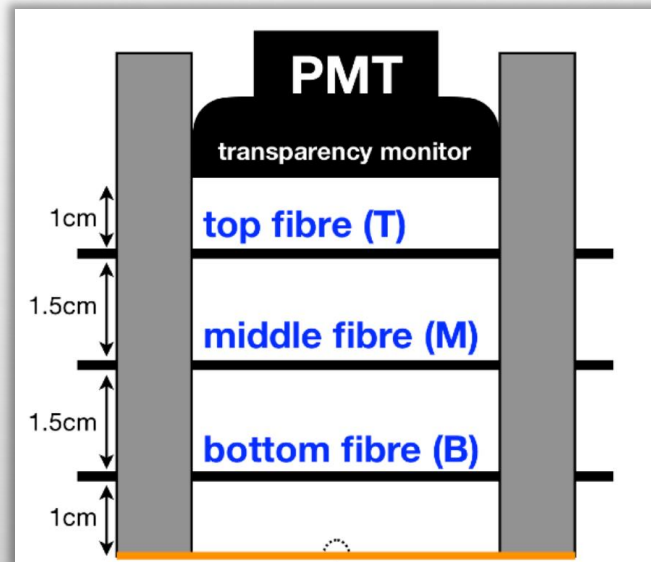 PMT
transparency monitor
1cm
top fibre (T)
1.5cm
middle fibre (M)
1.5cm
bottom fibre (B)
1cm